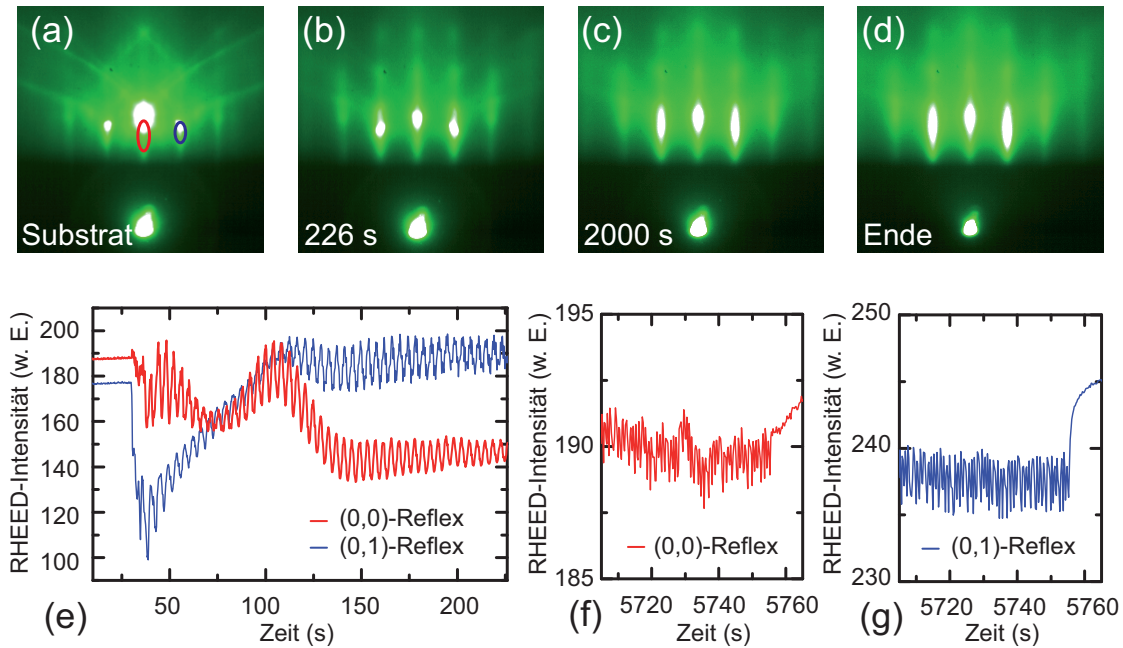 (a)
Substrat
(b)
226 s
(c)
2000 s
(d)
Ende
RHEED-Intensität (w. E.)
200
180
160
140
120
100
(0,0)-Reflex
(0,1)-Reflex
50
100
150
200
(e)
Zeit (s)
RHEED-Intensität (w. E.)
195
190
185
(0,0)-Reflex
5720
5740
5760
(f)
Zeit (s)
RHEED-Intensität (w. E.)
250
240
230
(0,1)-Reflex
5720
5740
5760
(g)
Zeit (s)